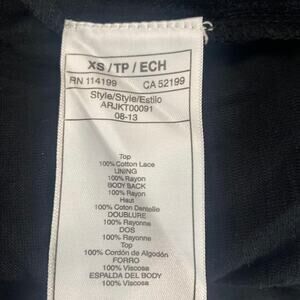 XS / TP / ECH
RN 114199 CA 52199
Style/Style/Estilo
ARJKT00091
08-13
Top
100% Cotton Lace
LINING
100% Rayon
BODY BACK
100% Rayon
Haut
100% Coton Dentelle
DOUBLURE
100% Rayonne
DOS
100% Rayonne
Top
100% Cordón de Algodón
FORRO
100% Viscosa
ESPALDA DEL BODY
100% Viscosa